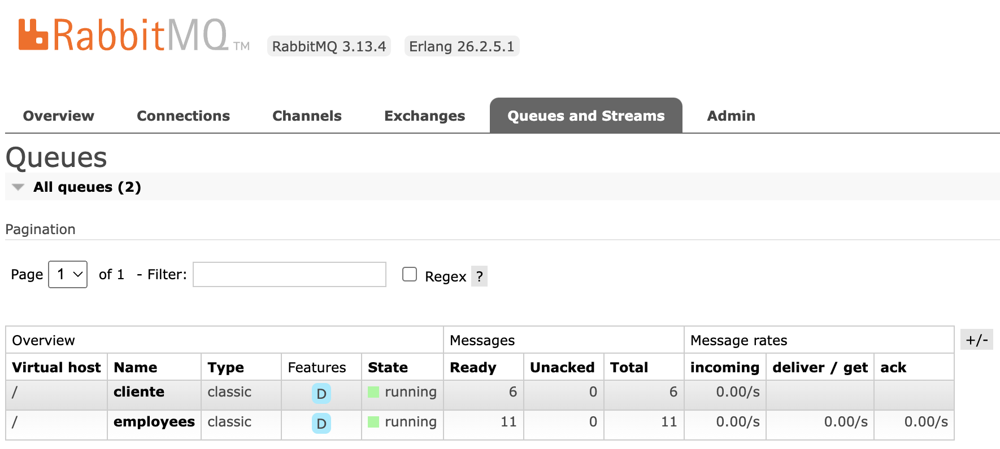 RabbitMQ TM RabbitMQ 3.13.4 Erlang 26.2.5.1
Overview Connections Channels Exchanges Queues and Streams Admin
Queues
All queues (2)
Pagination
Page 1 of 1 - Filter: Regex ?
Overview Messages Message rates +/-
Virtual host Name Type Features State Ready Unacked Total incoming deliver / get ack
/ cliente classic D running 6 0 6 0.00/s
/ employees classic D running 11 0 11 0.00/s 0.00/s 0.00/s